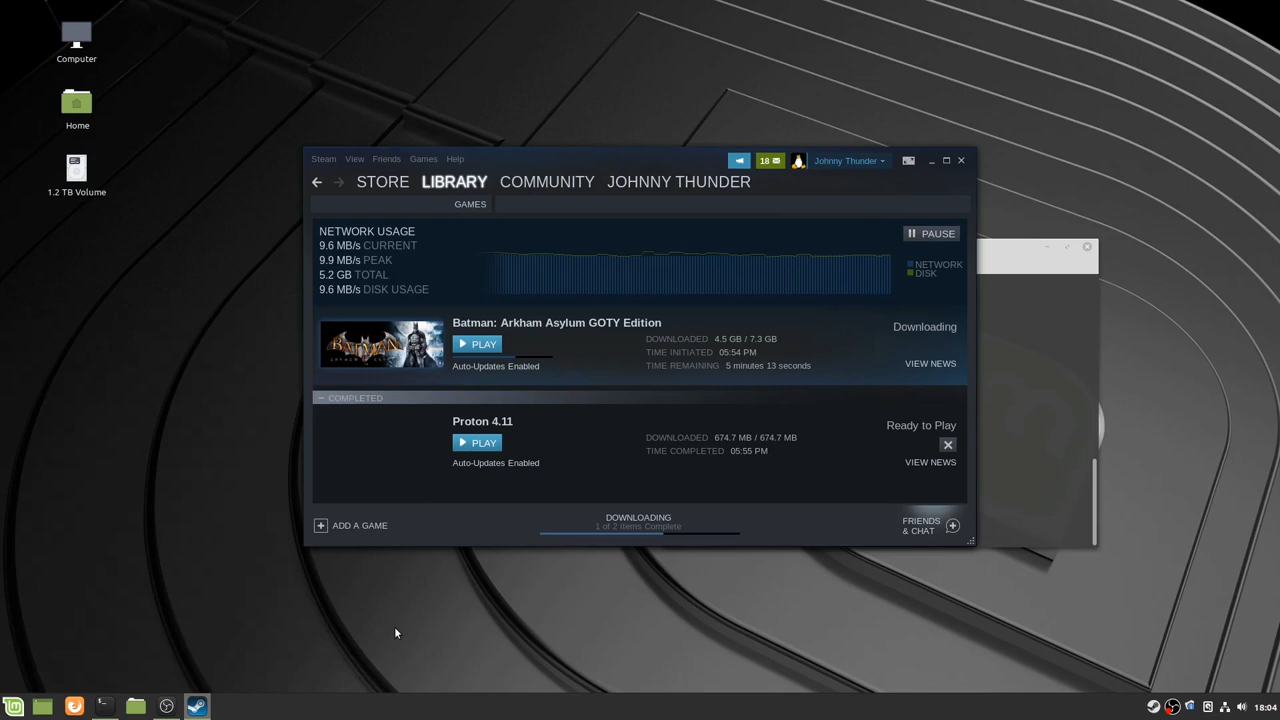 Computer
Home
1.2 TB Volume
Steam View Friends Games Help
18
Johnny Thunder
STORE LIBRARY COMMUNITY JOHNNY THUNDER
GAMES
NETWORK USAGE
9.6 MB/s CURRENT
9.9 MB/s PEAK
5.2 GB TOTAL
9.6 MB/s DISK USAGE
PAUSE
NETWORK
DISK
BATMAN
ARKHAM ASYLUM
Batman: Arkham Asylum GOTY Edition
PLAY
Auto-Updates Enabled
DOWNLOADED 4.5 GB / 7.3 GB
TIME INITIATED 05:54 PM
TIME REMAINING 5 minutes 13 seconds
Downloading
VIEW NEWS
COMPLETED
Proton 4.11
PLAY
Auto-Updates Enabled
DOWNLOADED 674.7 MB / 674.7 MB
TIME COMPLETED 05:55 PM
Ready to Play
VIEW NEWS
ADD A GAME
DOWNLOADING
1 of 2 Items Complete
FRIENDS
& CHAT
18:04